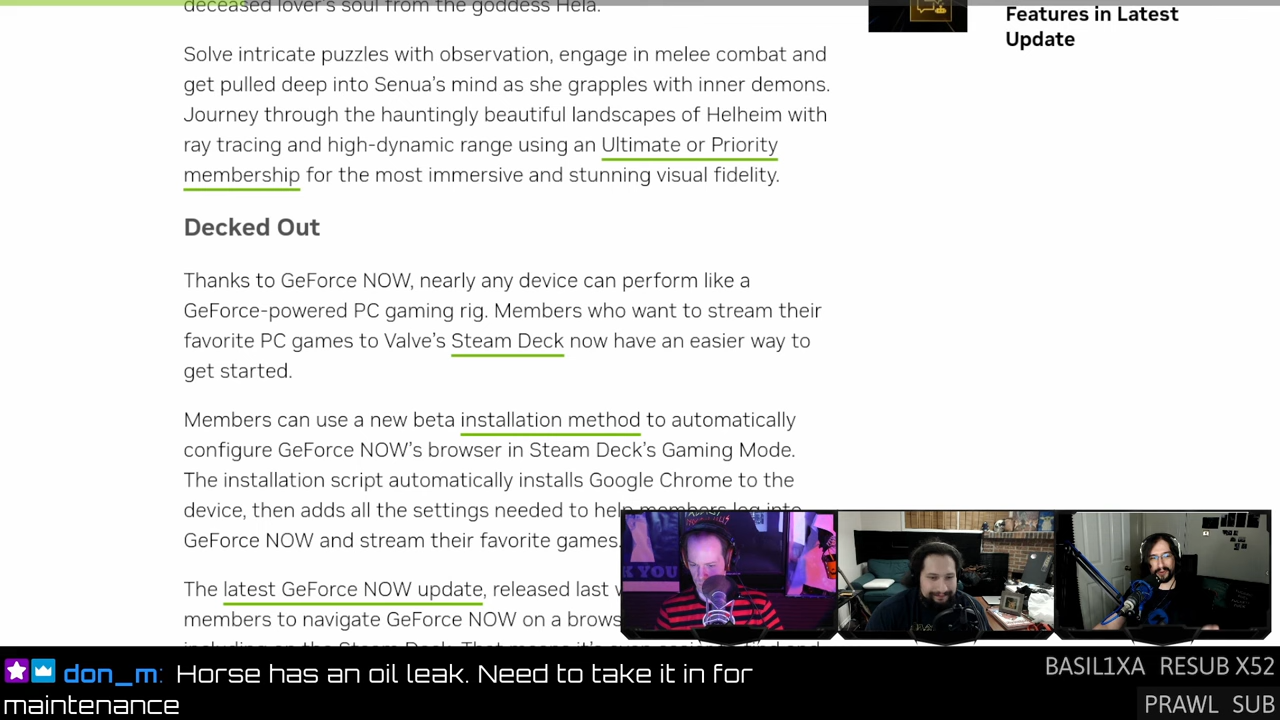 deceased lover's soul from the goddess Hela.
Solve intricate puzzles with observation, engage in melee combat and
get pulled deep into Senua's mind as she grapples with inner demons.
Journey through the hauntingly beautiful landscapes of Helheim with
ray tracing and high-dynamic range using an Ultimate or Priority
membership for the most immersive and stunning visual fidelity.
Decked Out
Thanks to GeForce NOW, nearly any device can perform like a
GeForce-powered PC gaming rig. Members who want to stream their
favorite PC games to Valve's Steam Deck now have an easier way to
get started.
Members can use a new beta installation method to automatically
configure GeForce NOW's browser in Steam Deck's Gaming Mode.
The installation script automatically installs Google Chrome to the
device, then adds all the settings needed to help members log into
GeForce NOW and stream their favorite games.
The latest GeForce NOW update, released last
members to navigate GeForce NOW on a brows
Features in Latest
Update
don_m: Horse has an oil leak. Need to take it in for
maintenance
BASIL1XA RESUB X52
PRAWL SUB